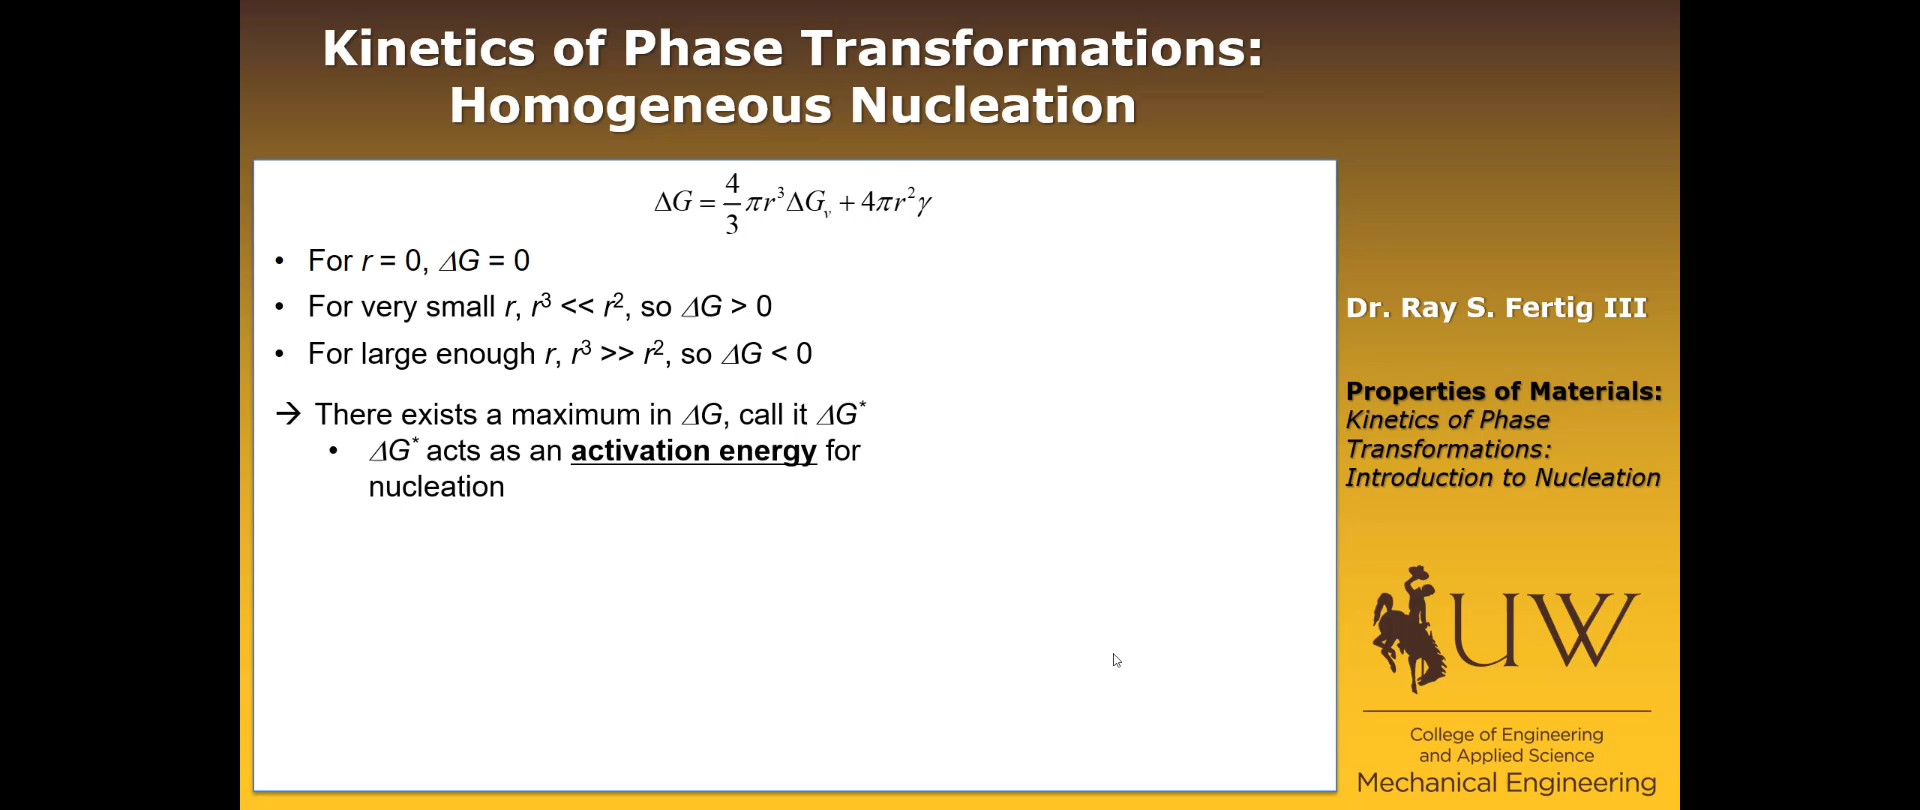 Kinetics of Phase Transformations:
Homogeneous Nucleation
ΔG = 4/3 πr³ΔGᵥ + 4πr²γ
• For r = 0, ΔG = 0
• For very small r, r³ << r², so ΔG > 0
• For large enough r, r³ >> r², so ΔG < 0
→ There exists a maximum in ΔG, call it ΔG*
• ΔG* acts as an activation energy for
nucleation
Dr. Ray S. Fertig III
Properties of Materials:
Kinetics of Phase
Transformations:
Introduction to Nucleation
UW
College of Engineering
and Applied Science
Mechanical Engineering